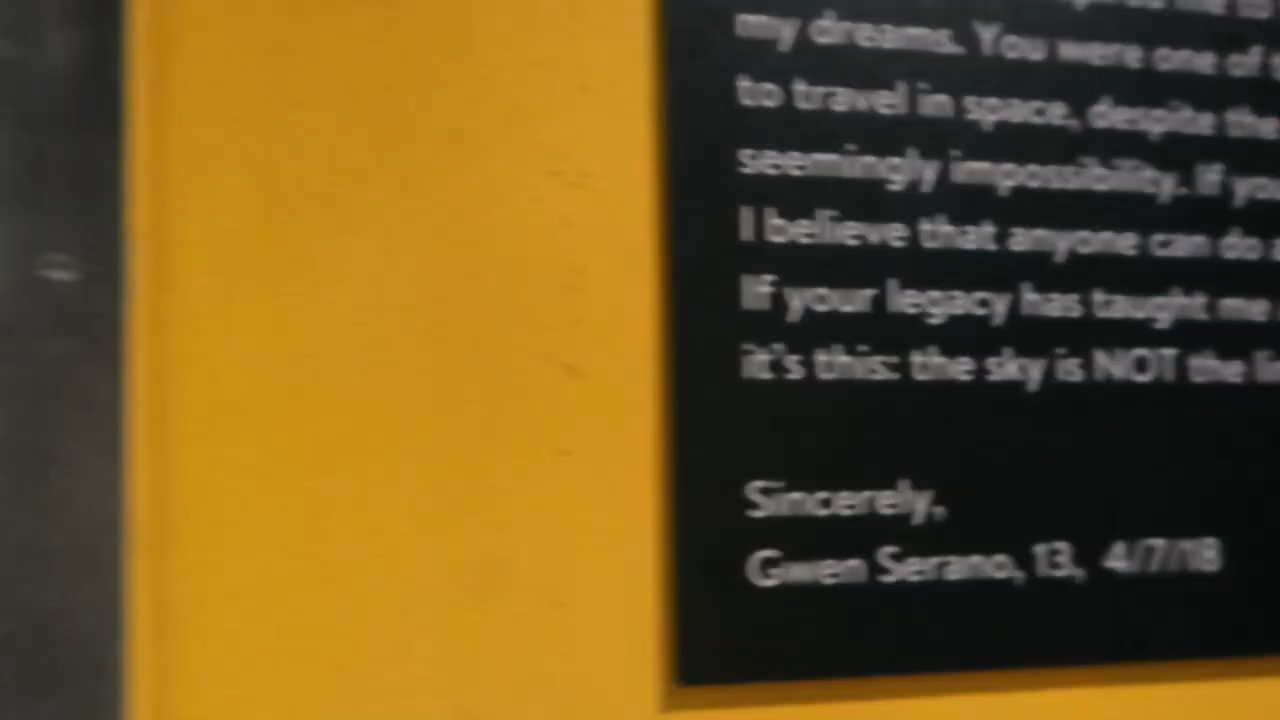 my dreams. You were one of
to travel in space, despite the
seemingly impossibility. If you
I believe that anyone can do
If your legacy has taught me
it's this: the sky is NOT the
Sincerely,
Gwen Serano, 13, 4/7/18